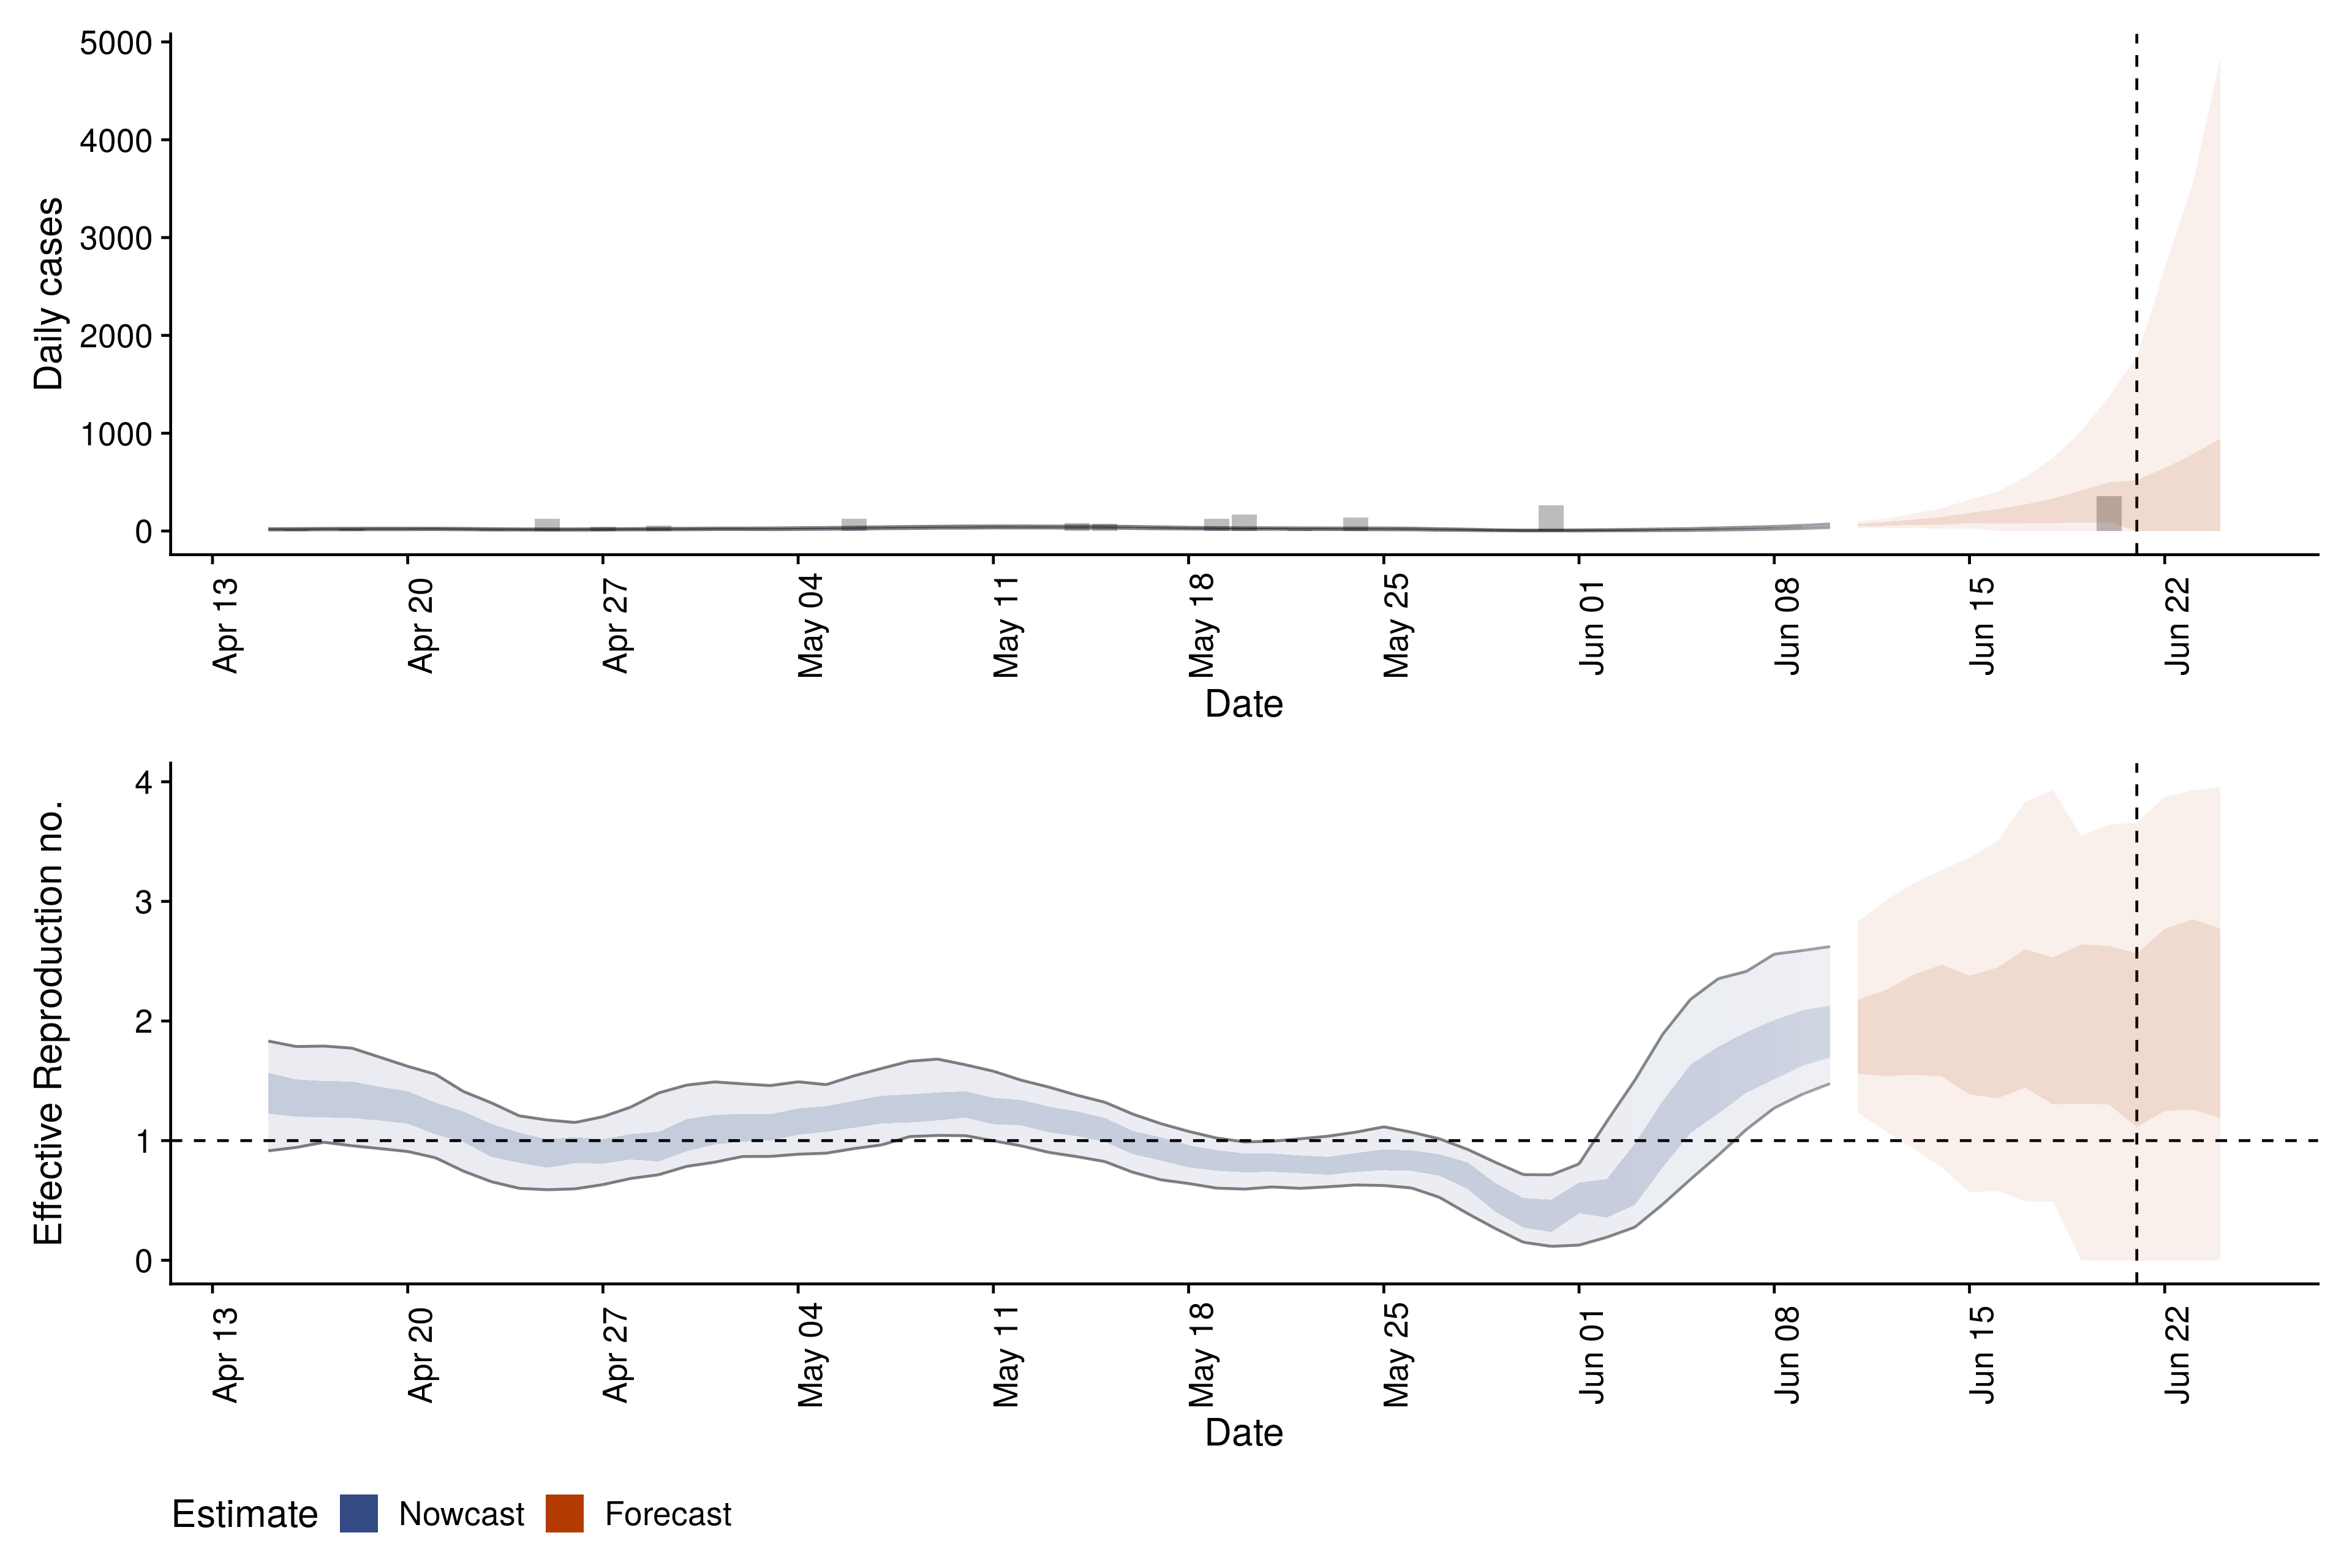 Daily cases
5000
4000
3000
2000
1000
0
Apr 13
Apr 20
Apr 27
May 04
May 11
May 18
May 25
Jun 01
Jun 08
Jun 15
Jun 22
Date
Effective Reproduction no.
4
3
2
1
0
Apr 13
Apr 20
Apr 27
May 04
May 11
May 18
May 25
Jun 01
Jun 08
Jun 15
Jun 22
Date
Estimate Nowcast Forecast